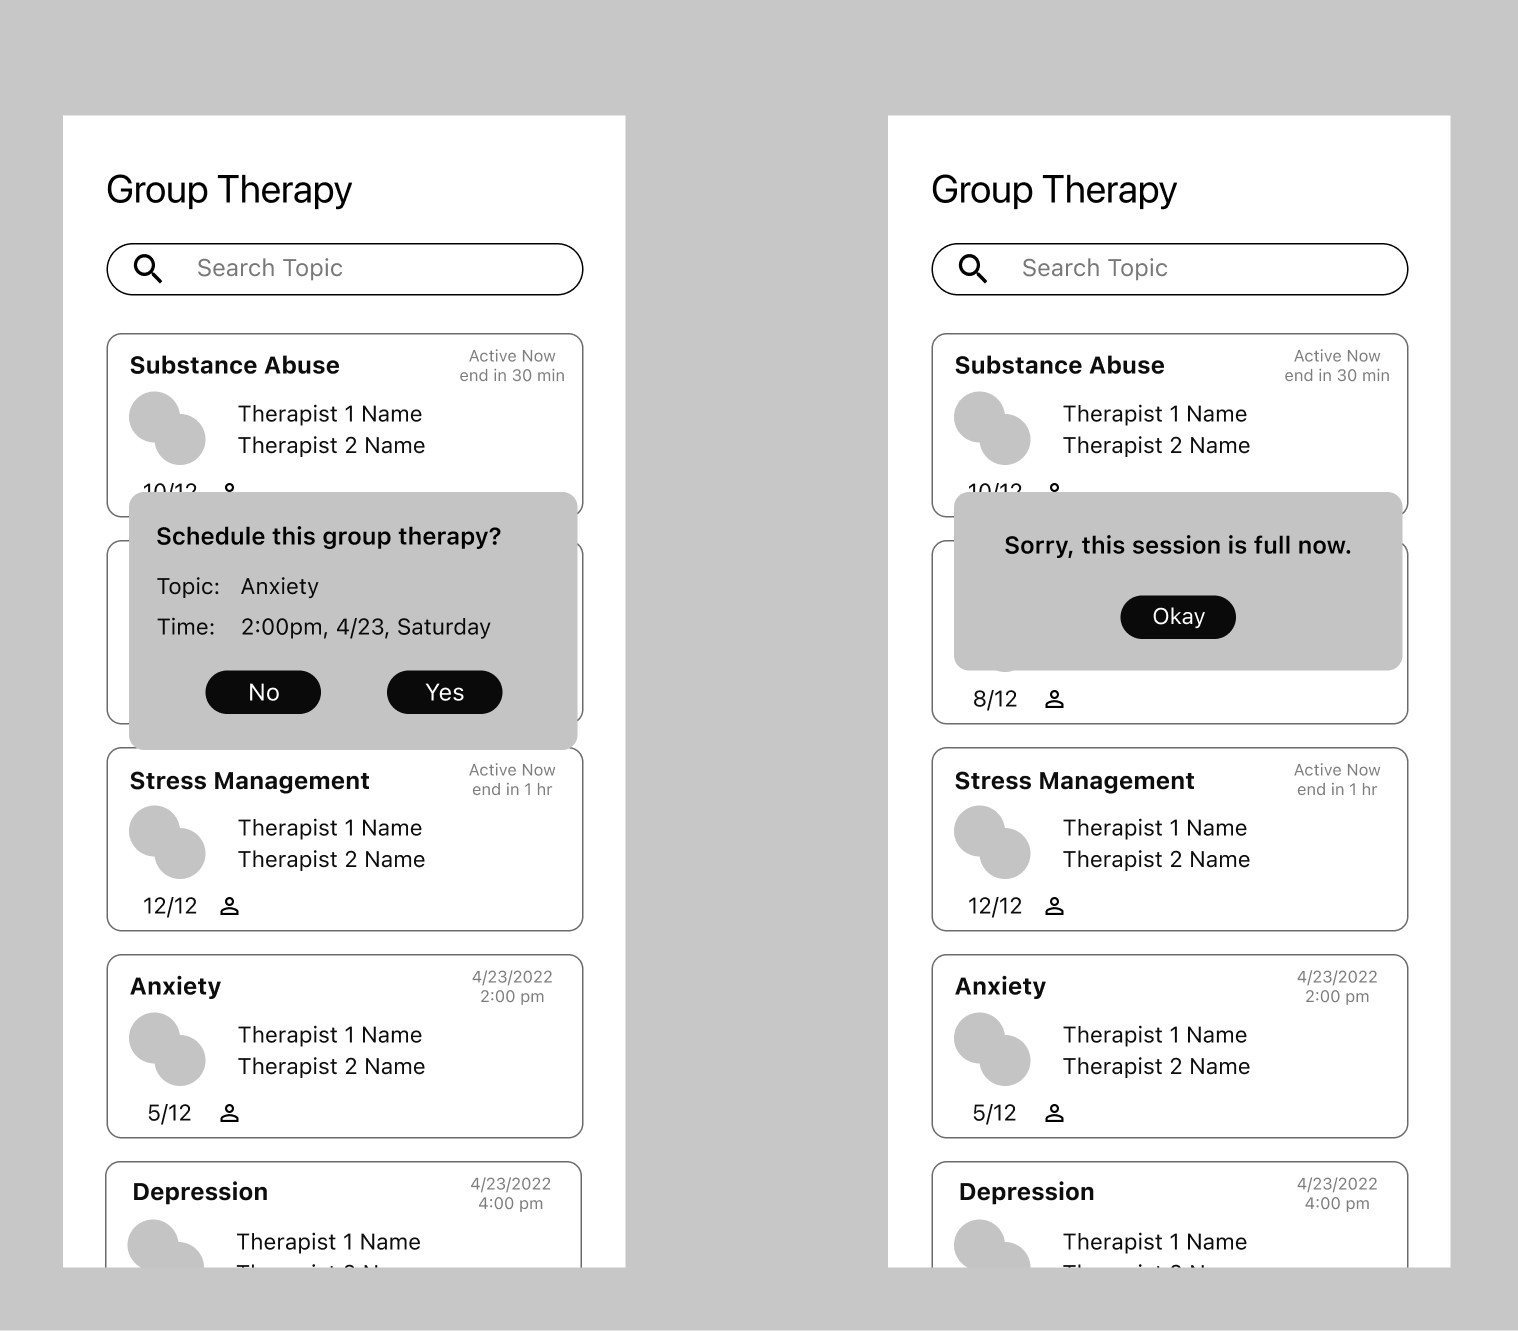 Group Therapy
Search Topic
Substance Abuse
Active Now
end in 30 min
Therapist 1 Name
Therapist 2 Name
10/12
Schedule this group therapy?
Topic: Anxiety
Time: 2:00pm, 4/23, Saturday
No Yes
Stress Management
Active Now
end in 1 hr
Therapist 1 Name
Therapist 2 Name
12/12
Anxiety
4/23/2022
2:00 pm
Therapist 1 Name
Therapist 2 Name
5/12
Depression
4/23/2022
4:00 pm
Therapist 1 Name
Group Therapy
Search Topic
Substance Abuse
Active Now
end in 30 min
Therapist 1 Name
Therapist 2 Name
10/12
Sorry, this session is full now.
Okay
8/12
Stress Management
Active Now
end in 1 hr
Therapist 1 Name
Therapist 2 Name
12/12
Anxiety
4/23/2022
2:00 pm
Therapist 1 Name
Therapist 2 Name
5/12
Depression
4/23/2022
4:00 pm
Therapist 1 Name